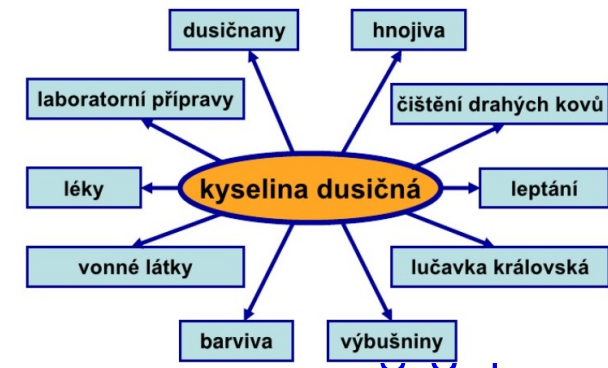 dusičnany
hnojiva
laboratorní přípravy
čištění drahých kovů
léky
kyselina dusičná
leptání
vonné látky
lučavka královská
barviva
výbušniny